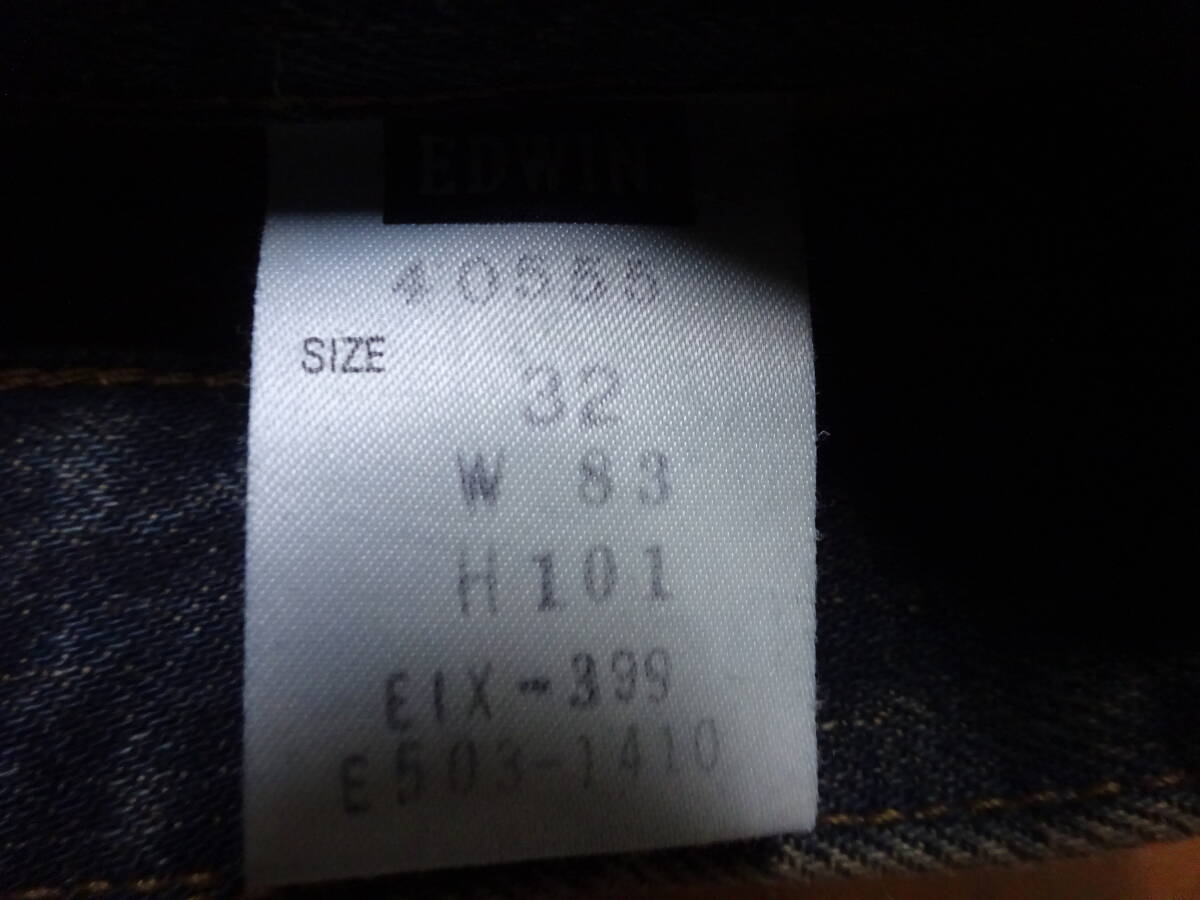 EDWIN
40555
SIZE
32
W 83
H101
EIX-399
E503-1410